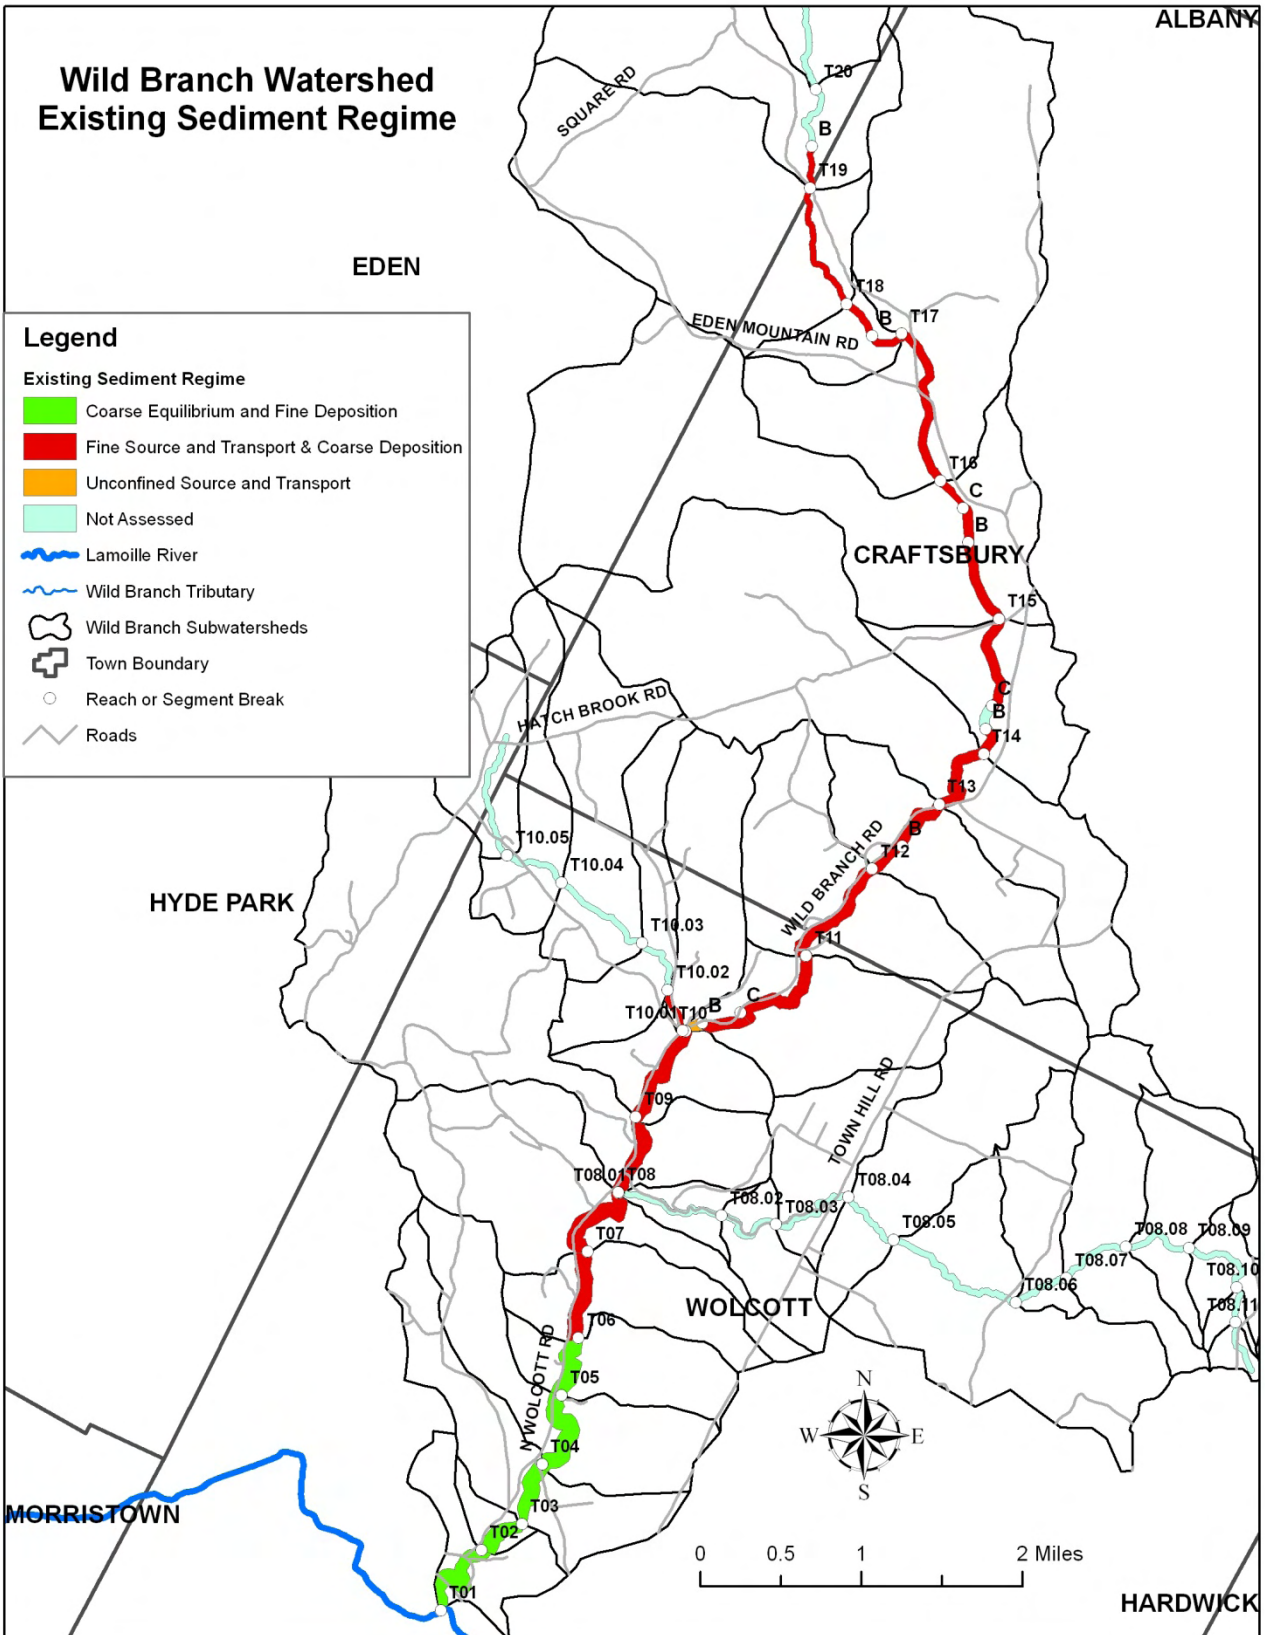 ALBANY
Wild Branch Watershed
Existing Sediment Regime
T20
SQUARE RD
B
T19
EDEN
T18
B
T17
EDEN MOUNTAIN RD
Legend
Existing Sediment Regime
Coarse Equilibrium and Fine Deposition
Fine Source and Transport & Coarse Deposition
Unconfined Source and Transport
Not Assessed
Lamoille River
Wild Branch Tributary
Wild Branch Subwatersheds
Town Boundary
Reach or Segment Break
Roads
T16
C
B
CRAFTSBURY
T15
C
B
T14
HATCH BROOK RD
T13
B
T12
WILD BRANCH RD
T10.05
T10.04
HYDE PARK
T10.03
T11
T10.02
B
C
T10.01
T10
T09
TOWN HILL RD
T08.01
T08
T08.02
T08.03
T08.04
T08.05
T08.06
T08.07
T08.08
T08.09
T08.10
T08.11
T07
WOLCOTT
T06
N WOLCOTT RD
T05
T04
N
W
E
S
T03
MORRISTOWN
T02
T01
0 0.5 1 2 Miles
HARDWICK